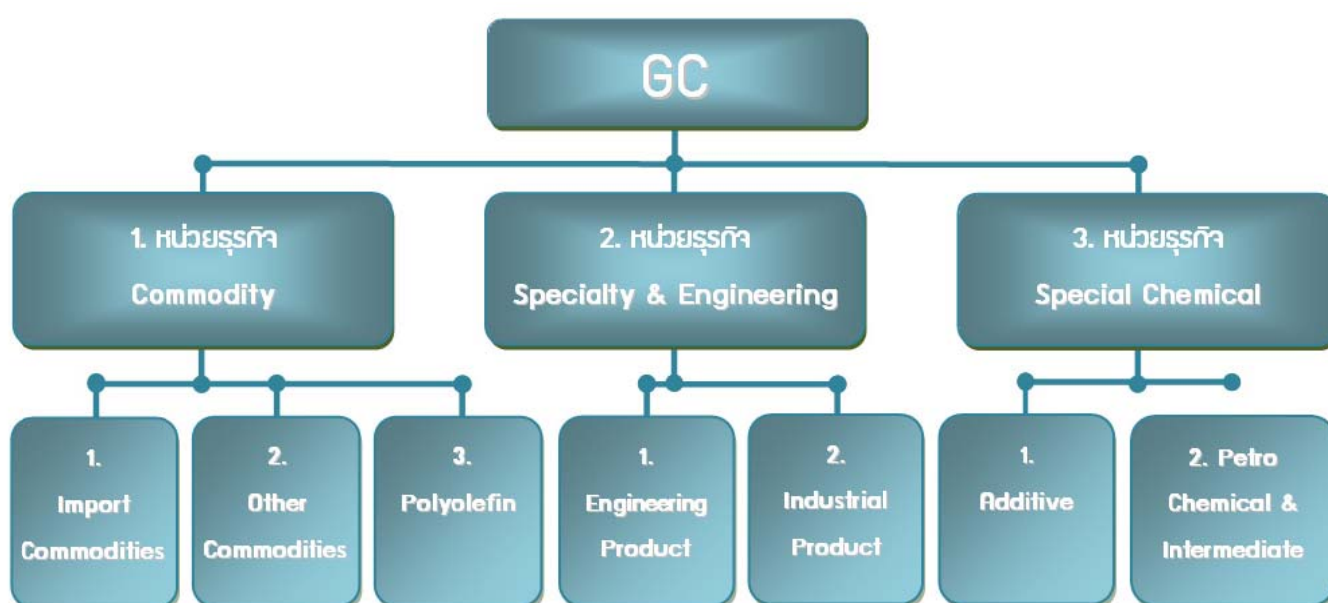 GC
1. หน่วยธุรกิจ
Commodity
2. หน่วยธุรกิจ
Specialty & Engineering
3. หน่วยธุรกิจ
Special Chemical
1.
Import
Commodities
2.
Other
Commodities
3.
Polyolefin
1.
Engineering
Product
2.
Industrial
Product
1.
Additive
2. Petro
Chemical &
Intermediate